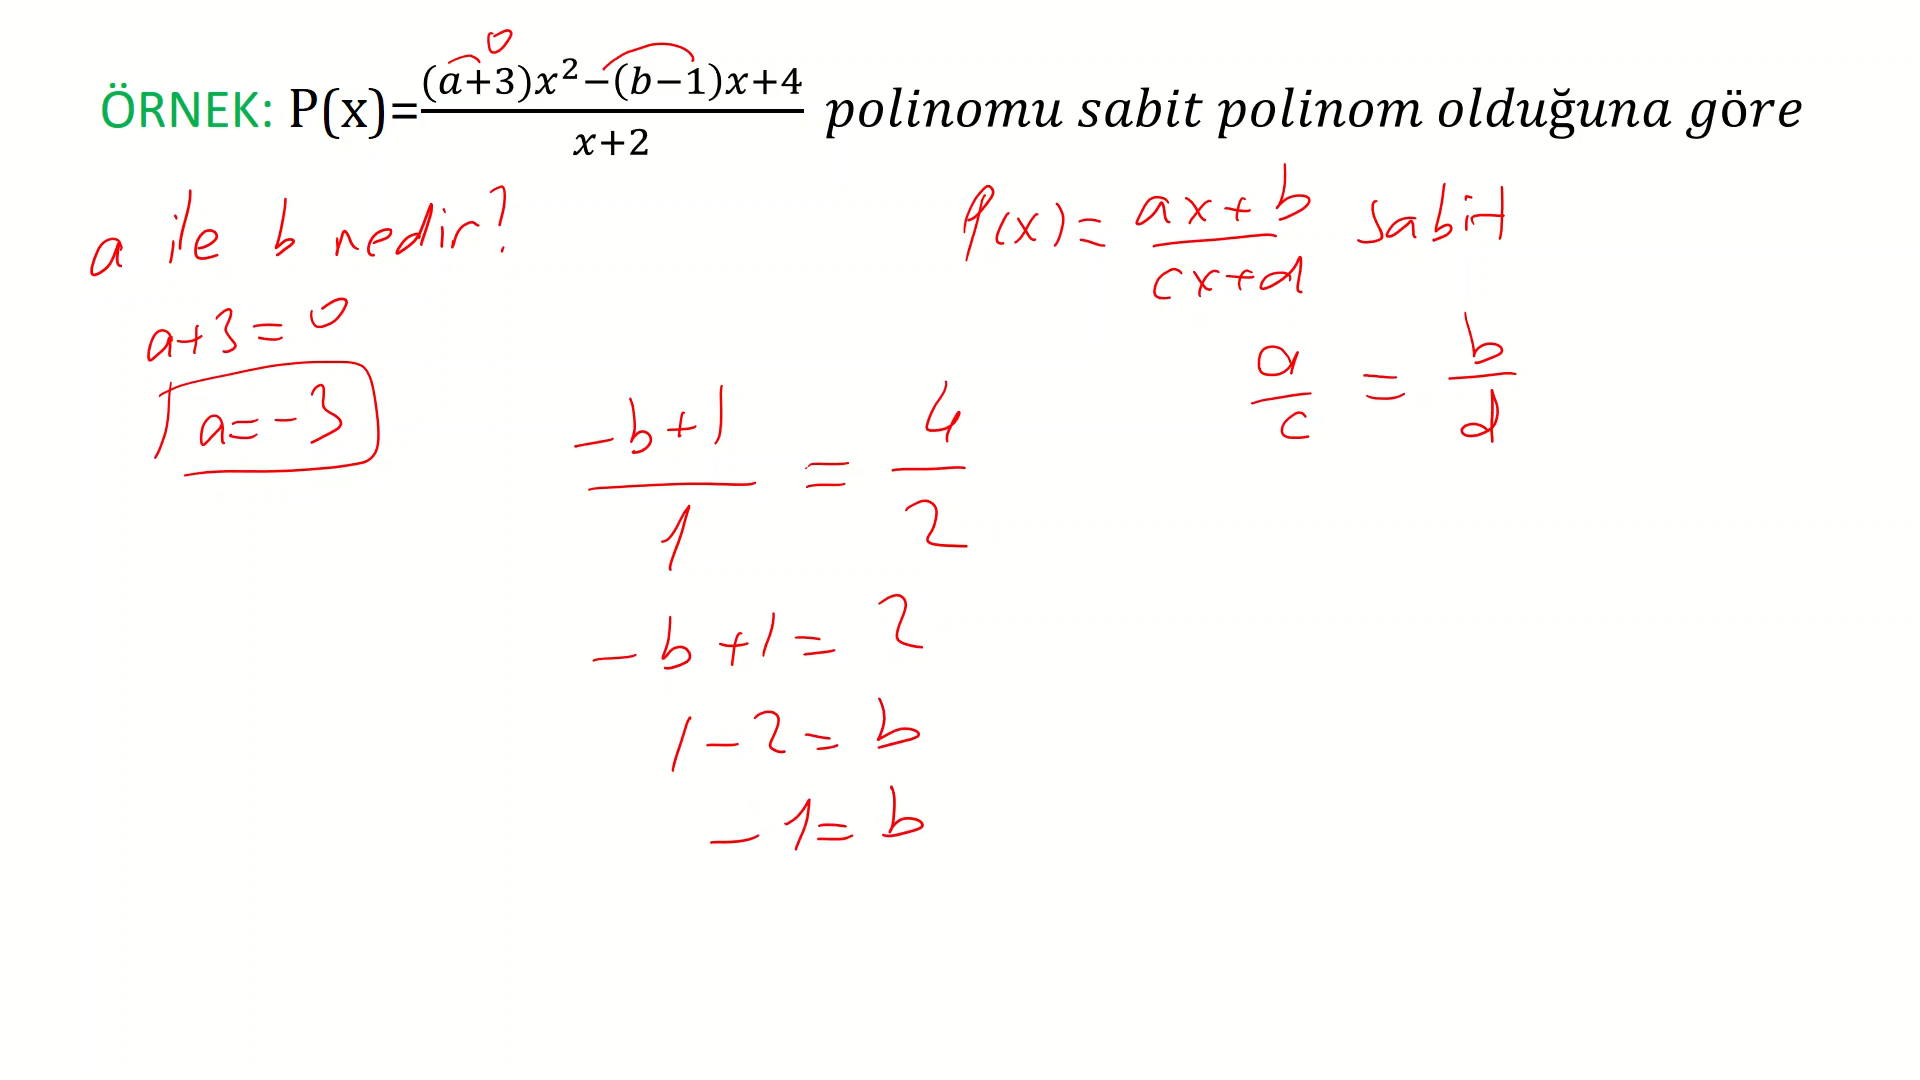 ÖRNEK: P(x)=((a+3)x²−(b−1)x+4)/(x+2) polinomu sabit polinom olduğuna göre
0
a ile b nedir?
P(x) = (ax+b)/(cx+d) sabit
a+3=0
a=-3
a/c = b/d
(-b+1)/1 = 4/2
-b+1=2
1-2=b
-1=b